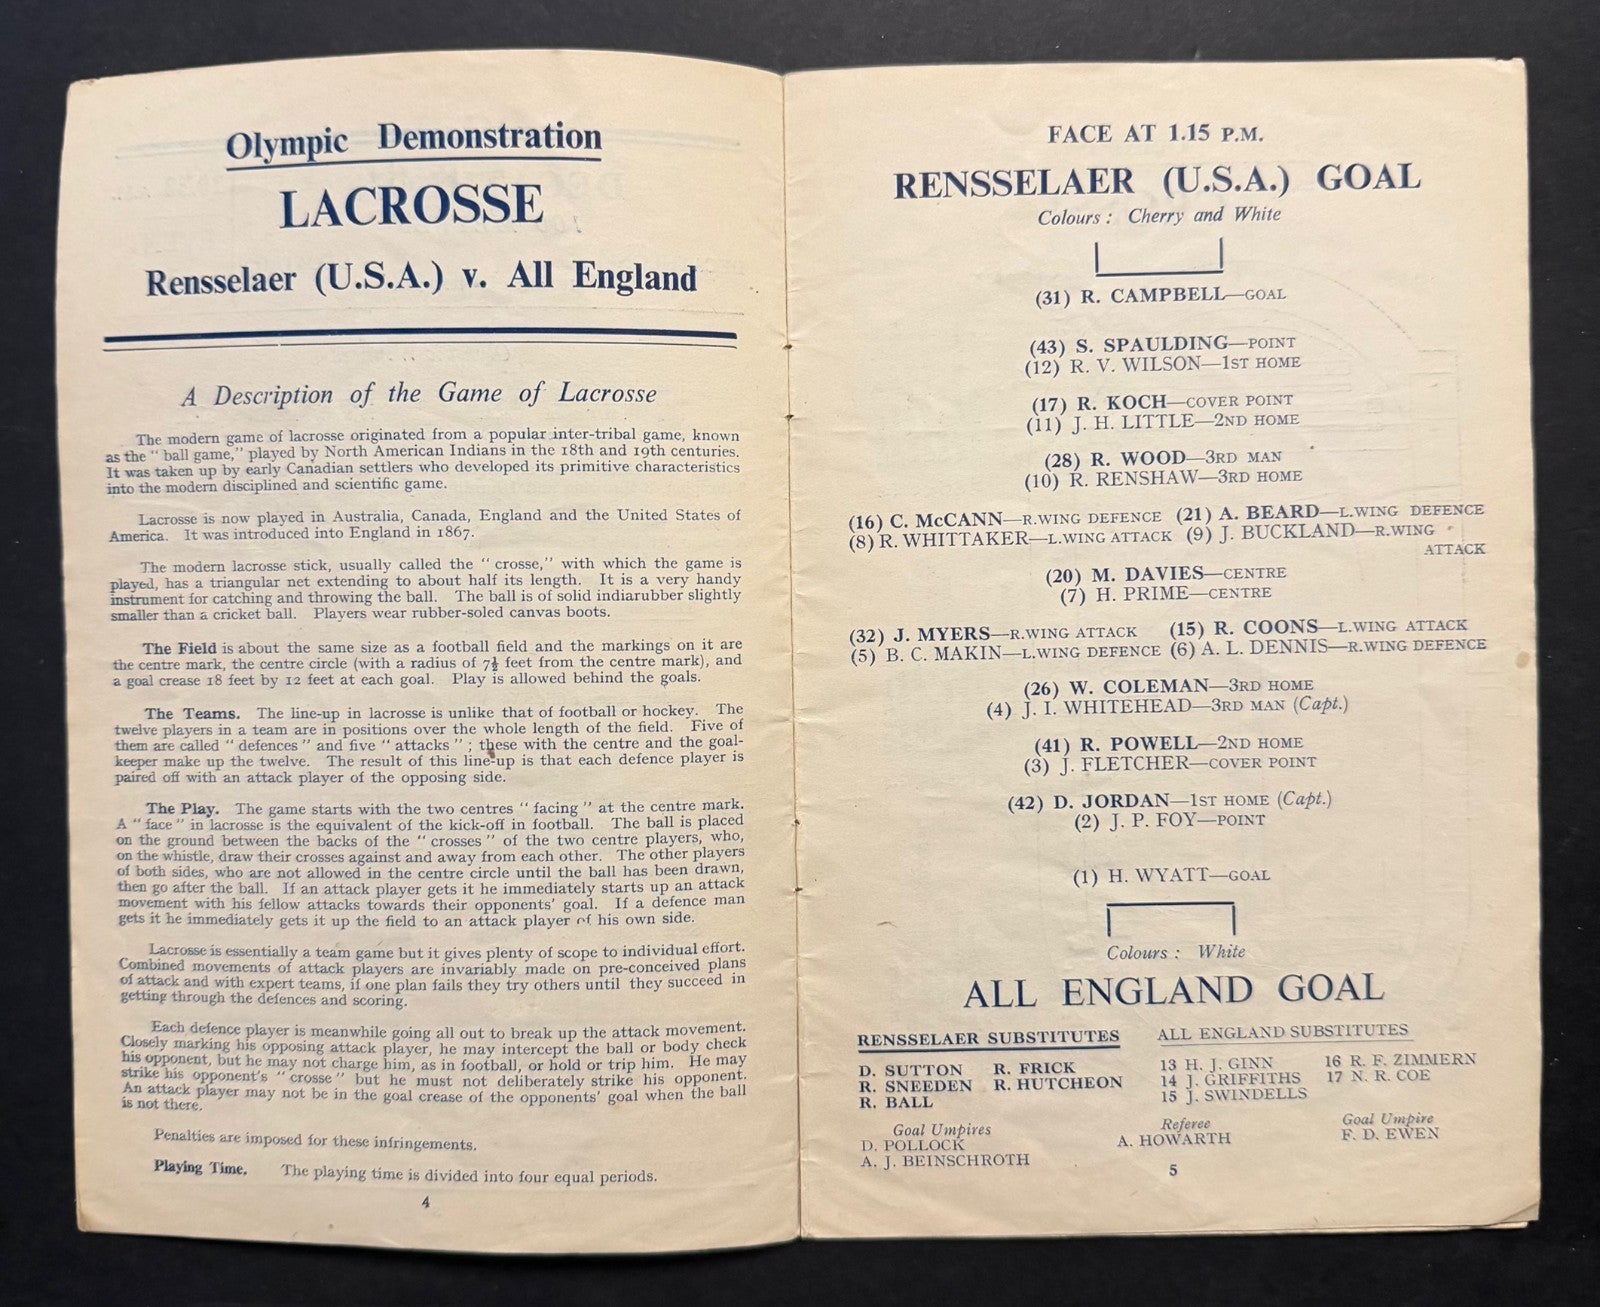 Olympic Demonstration
LACROSSE
Rensselaer (U.S.A.) v. All England
A Description of the Game of Lacrosse
The modern game of lacrosse originated from a popular inter-tribal game, known
as the "ball game," played by North American Indians in the 18th and 19th centuries.
It was taken up by early Canadian settlers who developed its primitive characteristics
into the modern disciplined and scientific game.
Lacrosse is now played in Australia, Canada, England and the United States of
America. It was introduced into England in 1867.
The modern lacrosse stick, usually called the "crosse," with which the game is
played, has a triangular net extending to about half its length. It is a very handy
instrument for catching and throwing the ball. The ball is of solid indiarubber slightly
smaller than a cricket ball. Players wear rubber-soled canvas boots.
The Field is about the same size as a football field and the markings on it are
the centre mark, the centre circle (with a radius of 7½ feet from the centre mark), and
a goal crease 18 feet by 12 feet at each goal. Play is allowed behind the goals.
The Teams. The line-up in lacrosse is unlike that of football or hockey. The
twelve players in a team are in positions over the whole length of the field. Five of
them are called "defences" and five "attacks"; these with the centre and the goal-
keeper make up the twelve. The result of this line-up is that each defence player is
paired off with an attack player of the opposing side.
The Play. The game starts with the two centres "facing" at the centre mark.
A "face" in lacrosse is the equivalent of the kick-off in football. The ball is placed
on the ground between the backs of the "crosses" of the two centre players, who,
on the whistle, draw their crosses against and away from each other. The other players
of both sides, who are not allowed in the centre circle until the ball has been drawn,
then go after the ball. If an attack player gets it he immediately starts up an attack
movement with his fellow attacks towards their opponents' goal. If a defence man
gets it he immediately gets it up the field to an attack player of his own side.
Lacrosse is essentially a team game but it gives plenty of scope to individual effort.
Combined movements of attack players are invariably made on pre-conceived plans
of attack and with expert teams, if one plan fails they try others until they succeed in
getting through the defences and scoring.
Each defence player is meanwhile going all out to break up the attack movement.
Closely marking his opposing attack player, he may intercept the ball or body check
his opponent, but he may not charge him, as in football, or hold or trip him. He may
strike his opponent's "crosse" but he must not deliberately strike his opponent.
An attack player may not be in the goal crease of the opponents' goal when the ball
is not there.
Penalties are imposed for these infringements.
Playing Time. The playing time is divided into four equal periods.
4
FACE AT 1.15 P.M.
RENSSELAER (U.S.A.) GOAL
Colours: Cherry and White
(31) R. CAMPBELL—GOAL
(43) S. SPAULDING—POINT
(12) R. V. WILSON—1ST HOME
(17) R. KOCH—COVER POINT
(11) J. H. LITTLE—2ND HOME
(28) R. WOOD—3RD MAN
(10) R. RENSHAW—3RD HOME
(16) C. McCANN—R.WING DEFENCE (21) A. BEARD—L.WING DEFENCE
(8) R. WHITTAKER—L.WING ATTACK (9) J. BUCKLAND—R.WING
ATTACK
(20) M. DAVIES—CENTRE
(7) H. PRIME—CENTRE
(32) J. MYERS—R.WING ATTACK (15) R. COONS—L.WING ATTACK
(5) B. C. MAKIN—L.WING DEFENCE (6) A. L. DENNIS—R.WING DEFENCE
(26) W. COLEMAN—3RD HOME
(4) J. I. WHITEHEAD—3RD MAN (Capt.)
(41) R. POWELL—2ND HOME
(3) J. FLETCHER—COVER POINT
(42) D. JORDAN—1ST HOME (Capt.)
(2) J. P. FOY—POINT
(1) H. WYATT—GOAL
Colours: White
ALL ENGLAND GOAL
RENSSELAER SUBSTITUTES
D. SUTTON R. FRICK
R. SNEEDEN R. HUTCHEON
R. BALL
ALL ENGLAND SUBSTITUTES
13 H. J. GINN 16 R. F. ZIMMERN
14 J. GRIFFITHS 17 N. R. COE
15 J. SWINDELLS
Goal Umpires
D. POLLOCK
A. J. BEINSCHROTH
Referee
A. HOWARTH
Goal Umpire
F. D. EWEN
5